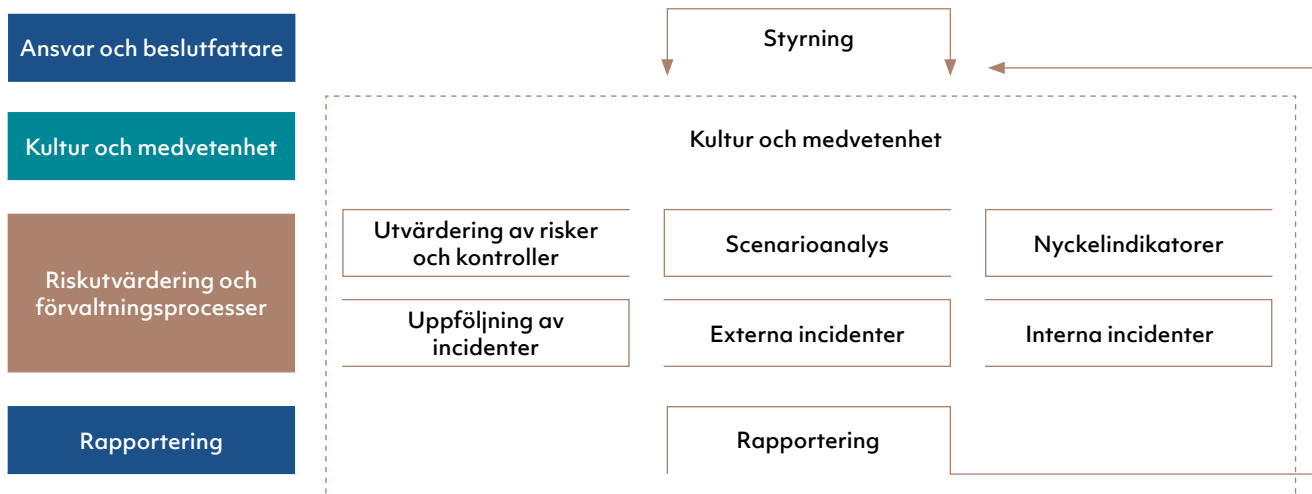 Ansvar och beslutfattare
Styrning
Kultur och medvetenhet
Kultur och medvetenhet
Riskutvärdering och
förvaltningsprocesser
Utvärdering av risker
och kontroller
Scenarioanalys
Nyckelindikatorer
Uppföljning av
incidenter
Externa incidenter
Interna incidenter
Rapportering
Rapportering